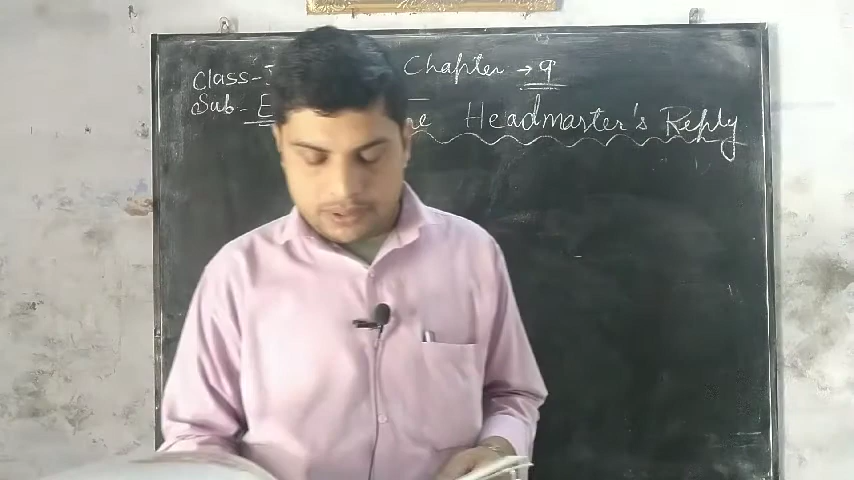 Class- Chapter → 9
Sub- E Headmaster's Reply